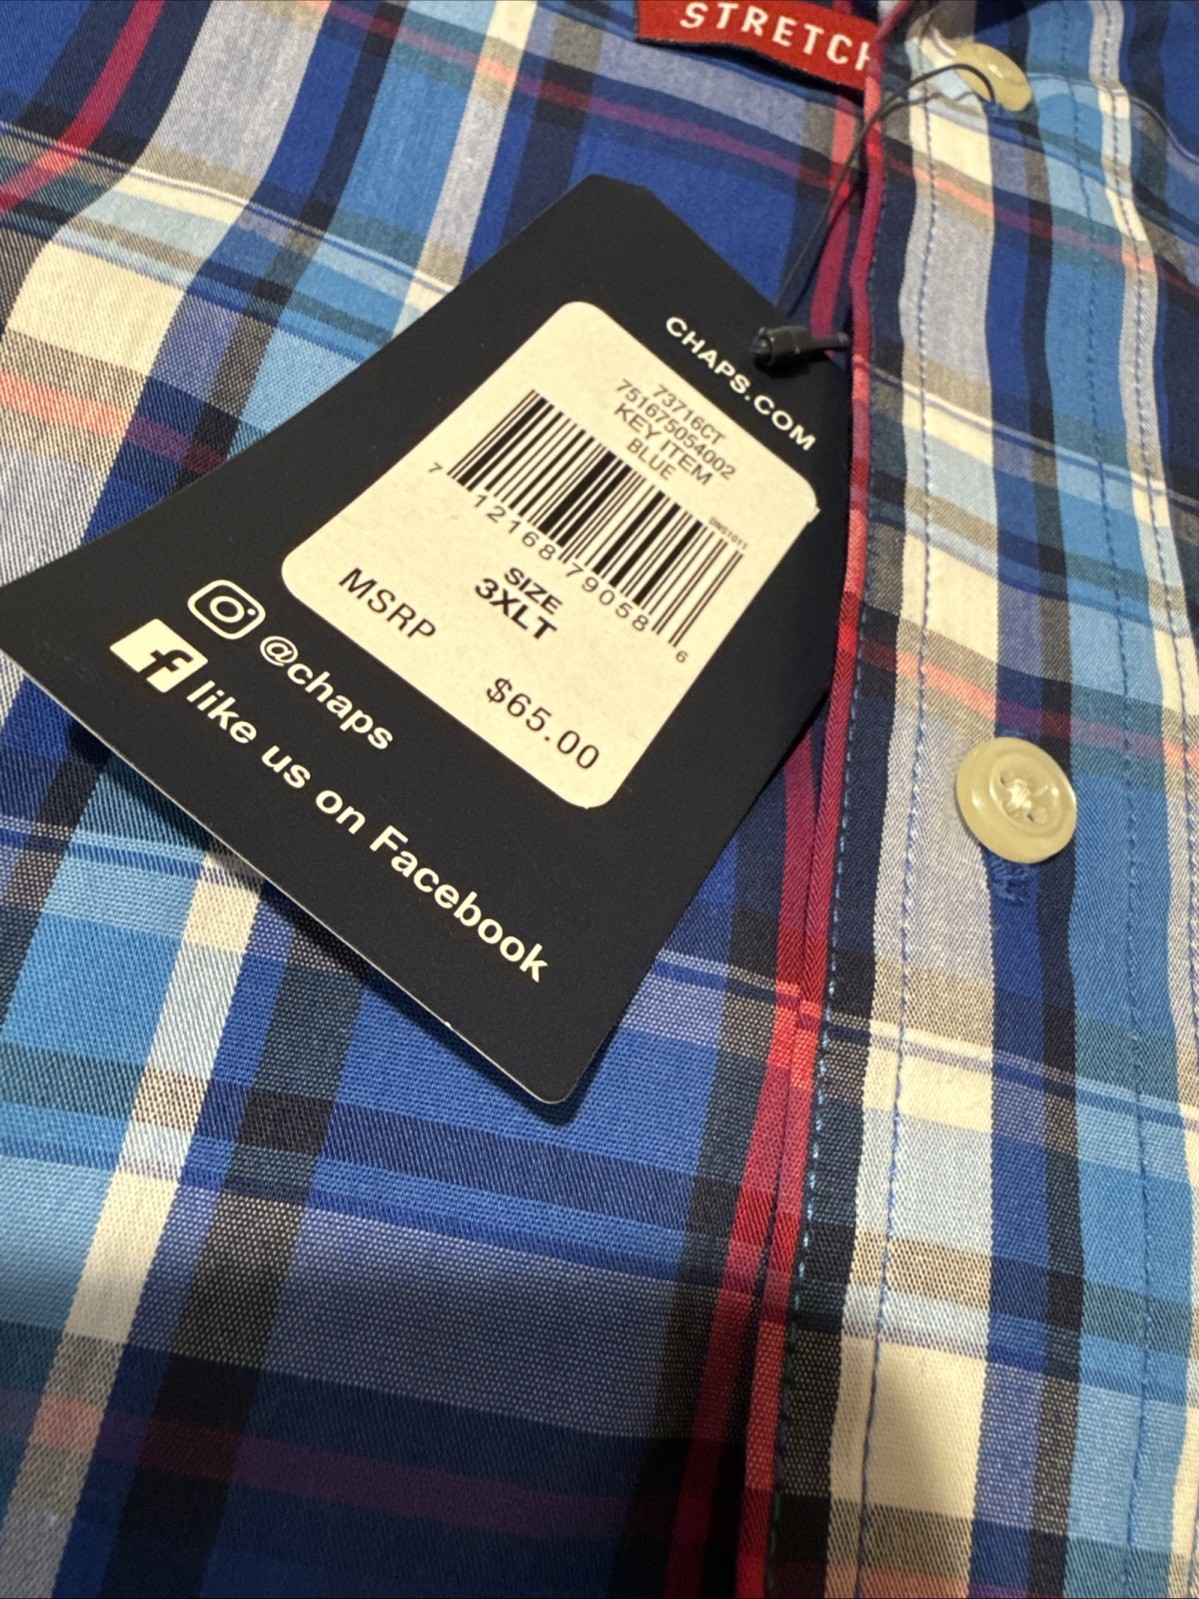 STRETCH
CHAPS.COM
73716CT
751675054002
KEY ITEM
BLUE
7 12168 79058 6
SIZE
3XLT
MSRP
$65.00
@chaps
f like us on Facebook